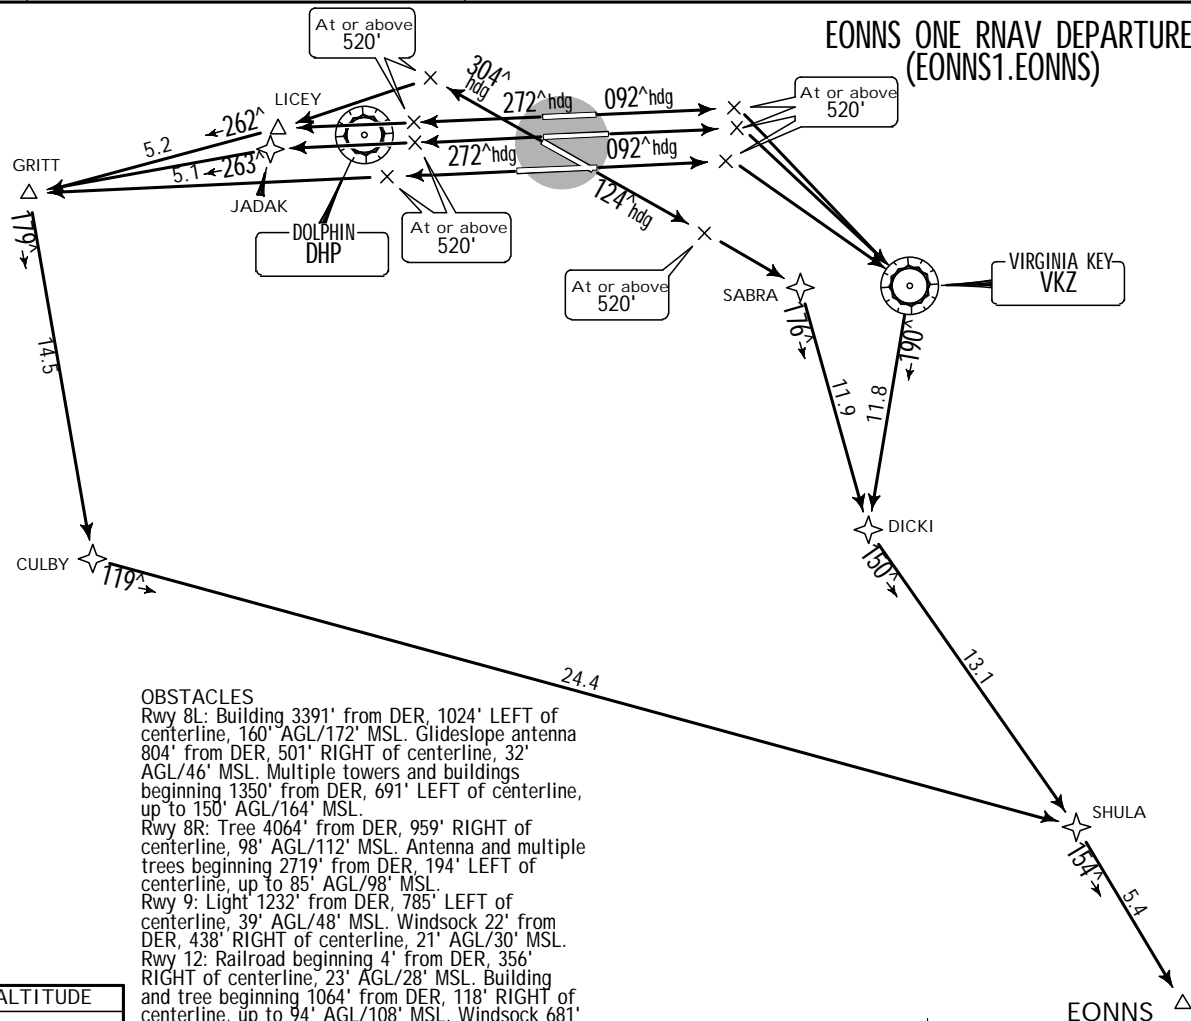 EONNS ONE RNAV DEPARTURE
(EONNS1.EONNS)
At or above
520'
304^
hdg
272^hdg
092^hdg
At or above
520'
LICEY
262^
5.2
GRITT
5.1
263^
272^hdg
092^hdg
JADAK
124^hdg
179^
DOLPHIN
DHP
At or above
520'
At or above
520'
SABRA
VIRGINIA KEY
VKZ
176^
190^
14.5
11.9
11.8
DICKI
CULBY
119^
150^
24.4
13.1
OBSTACLES
Rwy 8L: Building 3391' from DER, 1024' LEFT of
centerline, 160' AGL/172' MSL. Glideslope antenna
804' from DER, 501' RIGHT of centerline, 32'
AGL/46' MSL. Multiple towers and buildings
beginning 1350' from DER, 691' LEFT of centerline,
up to 150' AGL/164' MSL.
Rwy 8R: Tree 4064' from DER, 959' RIGHT of
centerline, 98' AGL/112' MSL. Antenna and multiple
trees beginning 2719' from DER, 194' LEFT of
centerline, up to 85' AGL/98' MSL.
Rwy 9: Light 1232' from DER, 785' LEFT of
centerline, 39' AGL/48' MSL. Windsock 22' from
DER, 438' RIGHT of centerline, 21' AGL/30' MSL.
Rwy 12: Railroad beginning 4' from DER, 356'
RIGHT of centerline, 23' AGL/28' MSL. Building
and tree beginning 1064' from DER, 118' RIGHT of
centerline, up to 94' AGL/108' MSL. Windsock 681'
SHULA
154^
5.4
ALTITUDE
EONNS